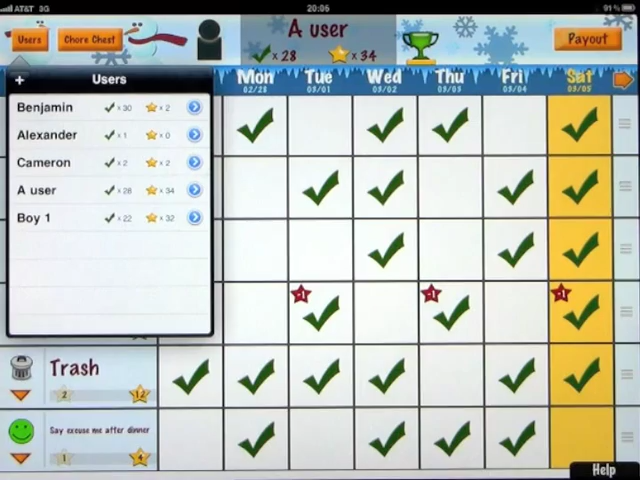 AT&T 3G
20:06
91%
Users
Chore Chest
A user
x 28
x 34
Payout
+
Users
Mon
Tue
Wed
Thu
Fri
Sat
02/28
03/01
03/02
03/03
03/04
03/05
Benjamin
x 30
x 2
Alexander
x 1
x 0
Cameron
x 2
x 2
A user
x 28
x 34
Boy 1
x 22
x 32
-1
-1
-1
Trash
2
12
Say excuse me after dinner
1
4
Help